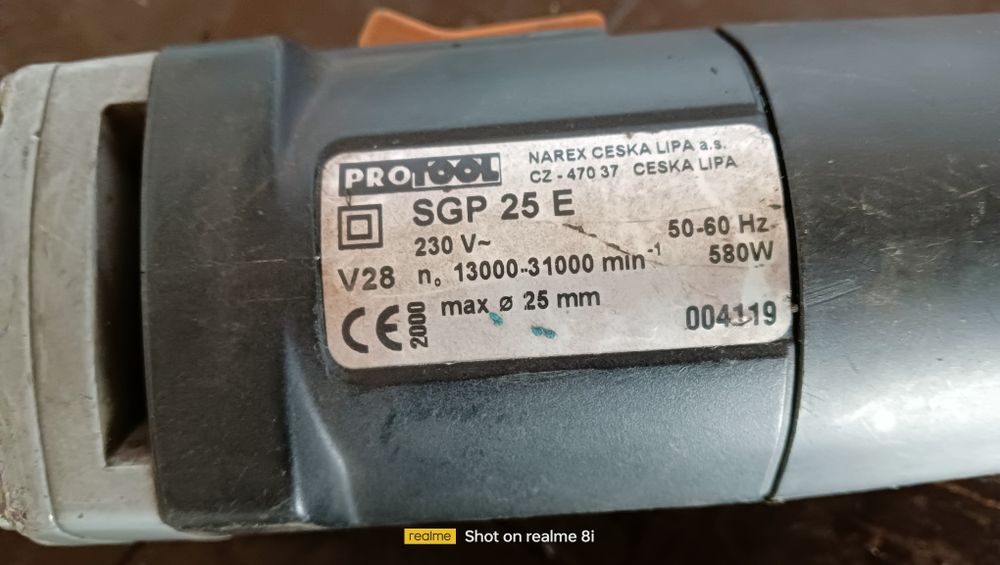 PROTOOL
NAREX CESKA LIPA a.s.
CZ - 470 37 CESKA LIPA
SGP 25 E
230 V~
50-60 Hz
V28
n₀ 13000-31000 min⁻¹
580W
CE 2000
max ø 25 mm
004119
realme Shot on realme 8i